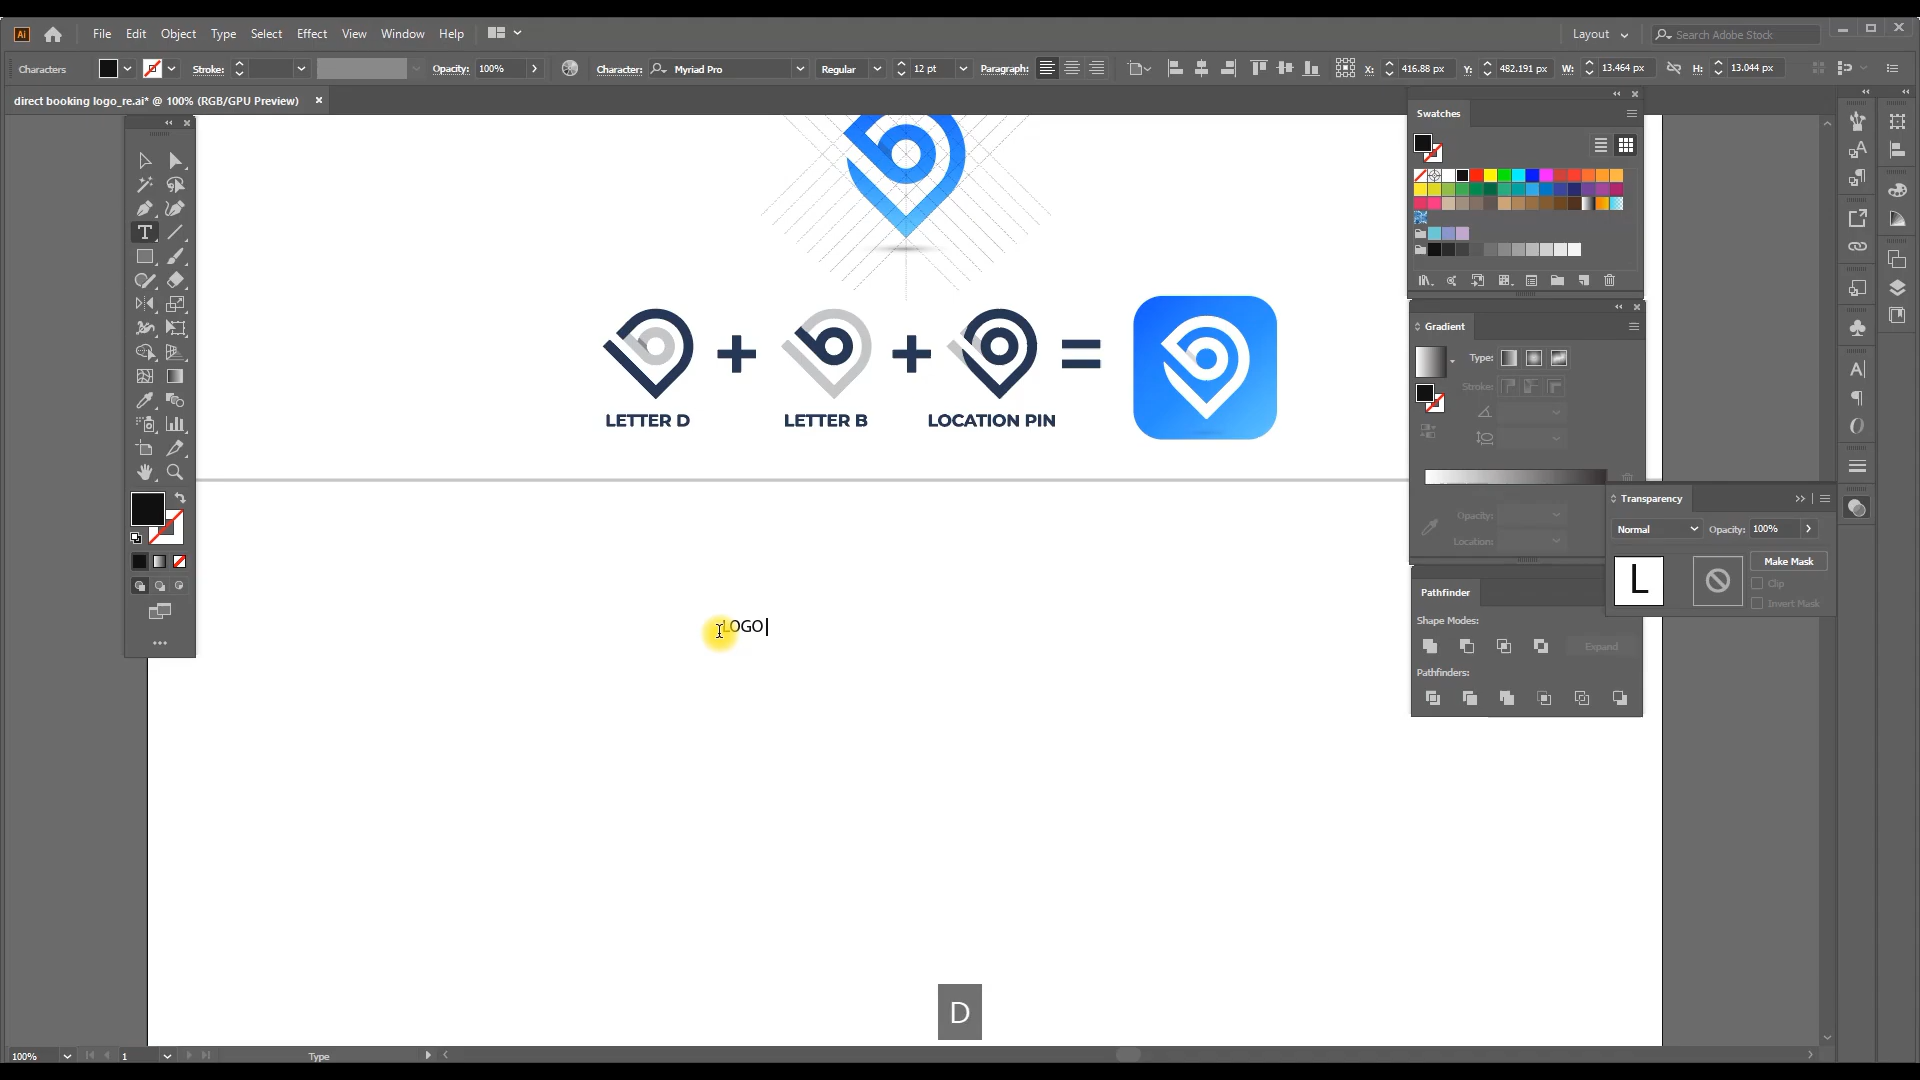 Ai File Edit Object Type Select Effect View Window Help Layout Search Adobe Stock
Characters Stroke: Opacity: 100% Character: Myriad Pro Regular 12 pt Paragraph: X: 416.88 px Y: 482.191 px W: 13.464 px H: 13.044 px
direct booking logo_re.ai* @ 100% (RGB/GPU Preview)
Swatches
Gradient
Type:
Stroke:
Opacity:
Location:
Transparency
Normal Opacity: 100%
Make Mask
L
Clip
Invert Mask
Pathfinder
Shape Modes:
Expand
Pathfinders:
LETTER D LETTER B LOCATION PIN
LOGO
D
100% 1 Type